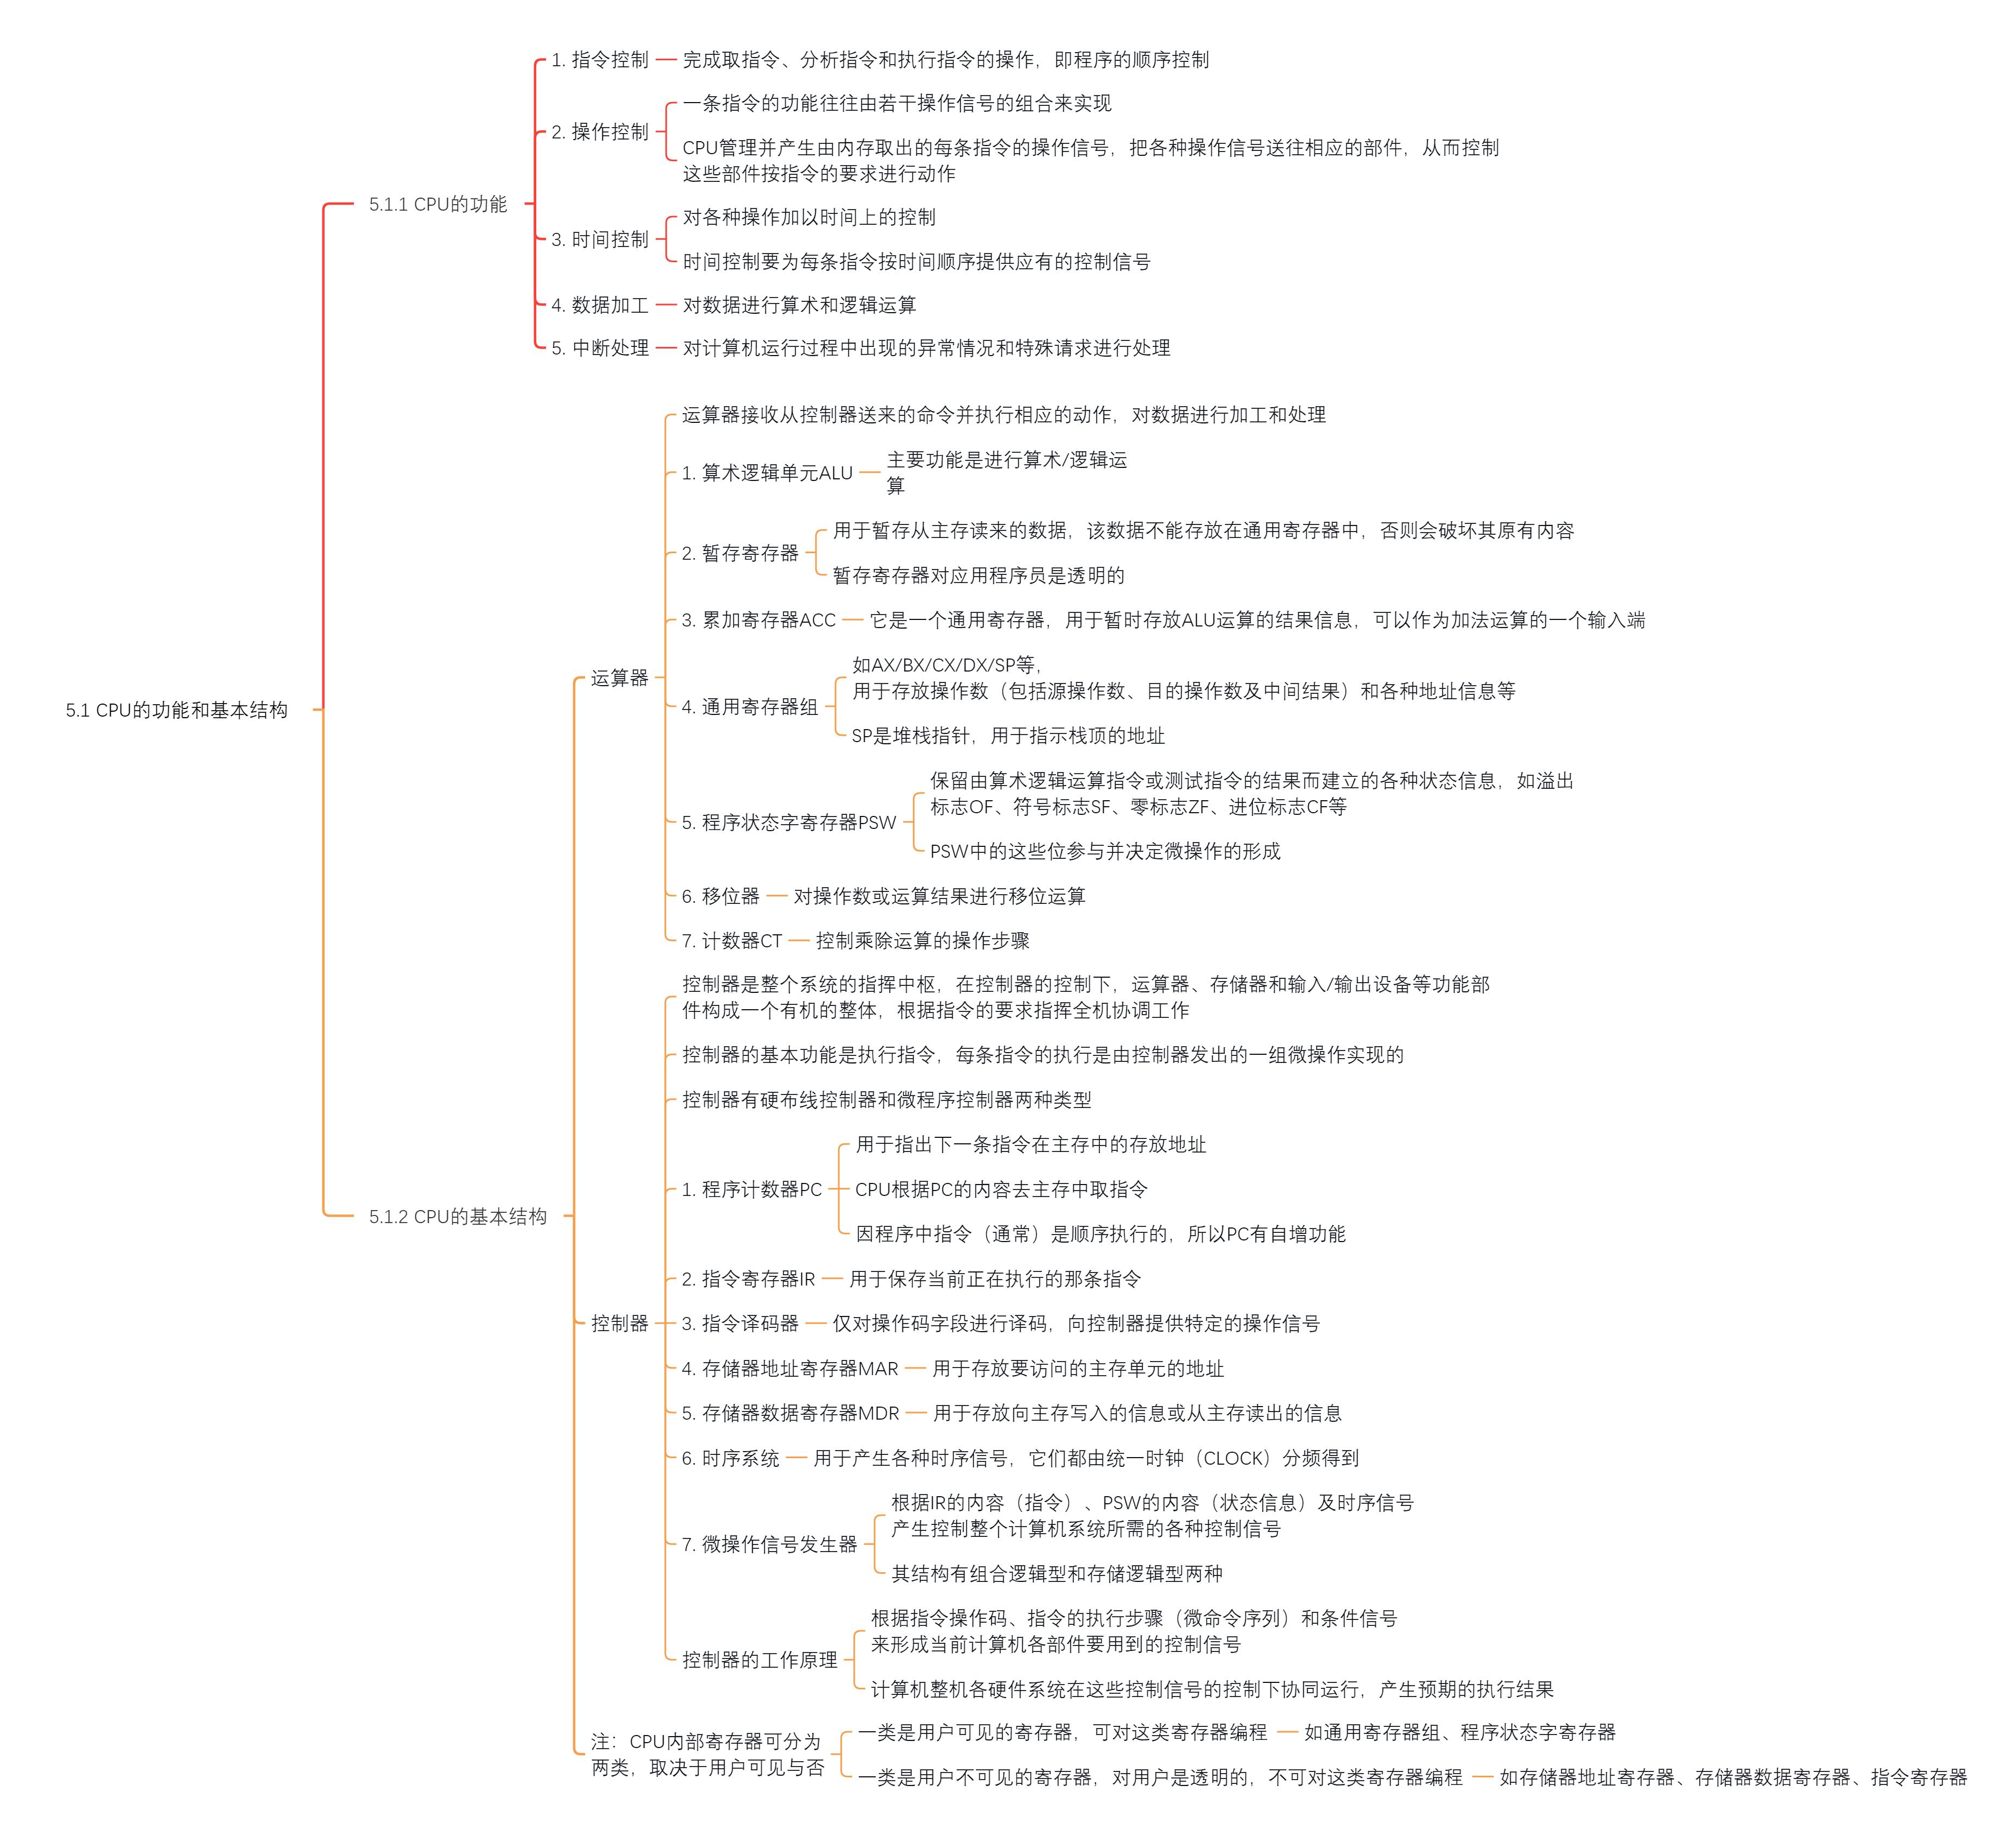 5.1 CPU的功能和基本结构
5.1.1 CPU的功能
1. 指令控制
完成取指令、分析指令和执行指令的操作，即程序的顺序控制
2. 操作控制
一条指令的功能往往由若干操作信号的组合来实现
CPU管理并产生由内存取出的每条指令的操作信号，把各种操作信号送往相应的部件，从而控制
这些部件按指令的要求进行动作
3. 时间控制
对各种操作加以时间上的控制
时间控制要为每条指令按时间顺序提供应有的控制信号
4. 数据加工
对数据进行算术和逻辑运算
5. 中断处理
对计算机运行过程中出现的异常情况和特殊请求进行处理
5.1.2 CPU的基本结构
运算器
运算器接收从控制器送来的命令并执行相应的动作，对数据进行加工和处理
1. 算术逻辑单元ALU
主要功能是进行算术/逻辑运
算
2. 暂存寄存器
用于暂存从主存读来的数据，该数据不能存放在通用寄存器中，否则会破坏其原有内容
暂存寄存器对应用程序员是透明的
3. 累加寄存器ACC
它是一个通用寄存器，用于暂时存放ALU运算的结果信息，可以作为加法运算的一个输入端
4. 通用寄存器组
如AX/BX/CX/DX/SP等，
用于存放操作数（包括源操作数、目的操作数及中间结果）和各种地址信息等
SP是堆栈指针，用于指示栈顶的地址
5. 程序状态字寄存器PSW
保留由算术逻辑运算指令或测试指令的结果而建立的各种状态信息，如溢出
标志OF、符号标志SF、零标志ZF、进位标志CF等
PSW中的这些位参与并决定微操作的形成
6. 移位器
对操作数或运算结果进行移位运算
7. 计数器CT
控制乘除运算的操作步骤
控制器
控制器是整个系统的指挥中枢，在控制器的控制下，运算器、存储器和输入/输出设备等功能部
件构成一个有机的整体，根据指令的要求指挥全机协调工作
控制器的基本功能是执行指令，每条指令的执行是由控制器发出的一组微操作实现的
控制器有硬布线控制器和微程序控制器两种类型
1. 程序计数器PC
用于指出下一条指令在主存中的存放地址
CPU根据PC的内容去主存中取指令
因程序中指令（通常）是顺序执行的，所以PC有自增功能
2. 指令寄存器IR
用于保存当前正在执行的那条指令
3. 指令译码器
仅对操作码字段进行译码，向控制器提供特定的操作信号
4. 存储器地址寄存器MAR
用于存放要访问的主存单元的地址
5. 存储器数据寄存器MDR
用于存放向主存写入的信息或从主存读出的信息
6. 时序系统
用于产生各种时序信号，它们都由统一时钟（CLOCK）分频得到
7. 微操作信号发生器
根据IR的内容（指令）、PSW的内容（状态信息）及时序信号
产生控制整个计算机系统所需的各种控制信号
其结构有组合逻辑型和存储逻辑型两种
控制器的工作原理
根据指令操作码、指令的执行步骤（微命令序列）和条件信号
来形成当前计算机各部件要用到的控制信号
计算机整机各硬件系统在这些控制信号的控制下协同运行，产生预期的执行结果
注：CPU内部寄存器可分为
两类，取决于用户可见与否
一类是用户可见的寄存器，可对这类寄存器编程
如通用寄存器组、程序状态字寄存器
一类是用户不可见的寄存器，对用户是透明的，不可对这类寄存器编程
如存储器地址寄存器、存储器数据寄存器、指令寄存器